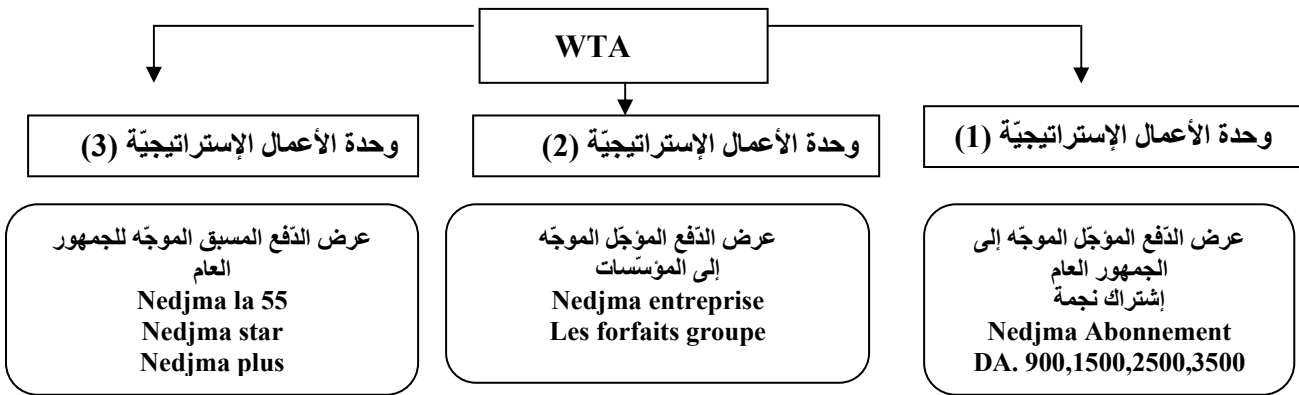 WTA
وحدة الأعمال الإستراتيجيّة (1)
وحدة الأعمال الإستراتيجيّة (2)
وحدة الأعمال الإستراتيجيّة (3)
عرض الدّفع المؤجّل الموجّه إلى
الجمهور العام
إشتراك نجمة
Nedjma Abonnement
DA. 900,1500,2500,3500
عرض الدّفع المؤجّل الموجّه
إلى المؤسّسات
Nedjma entreprise
Les forfaits groupe
عرض الدّفع المسبق الموجّه للجمهور
العام
Nedjma la 55
Nedjma star
Nedjma plus